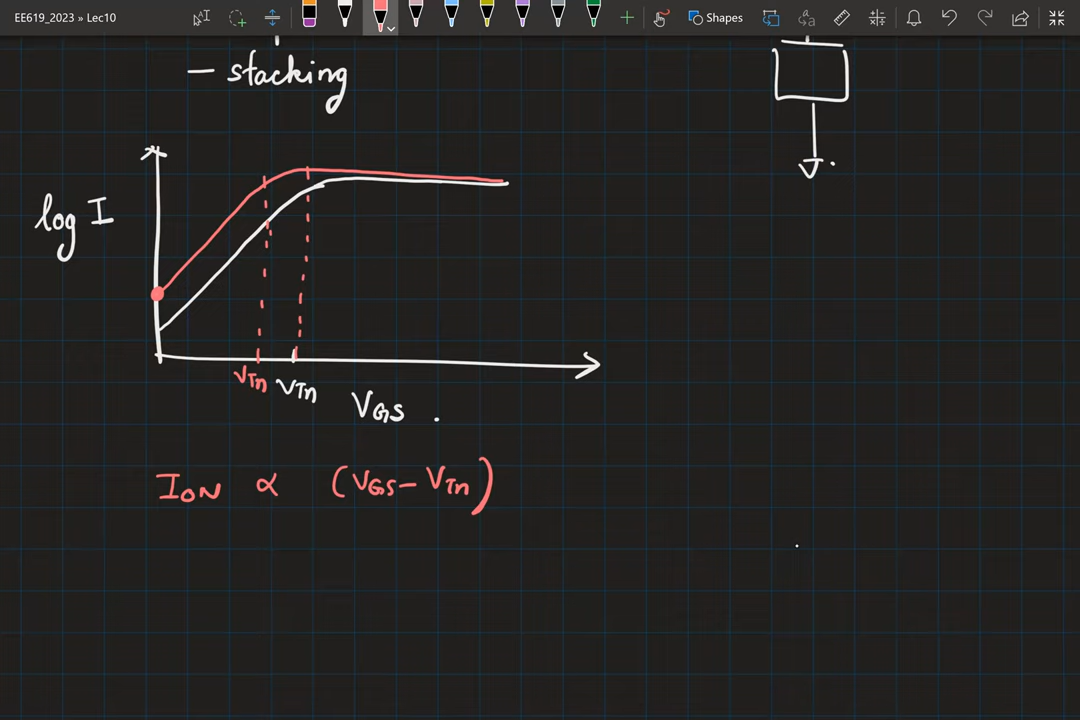 EE619_2023 » Lec10
Shapes
— stacking
log I
VTn
VTn
VGS .
ION ∝ (VGS – VTn)